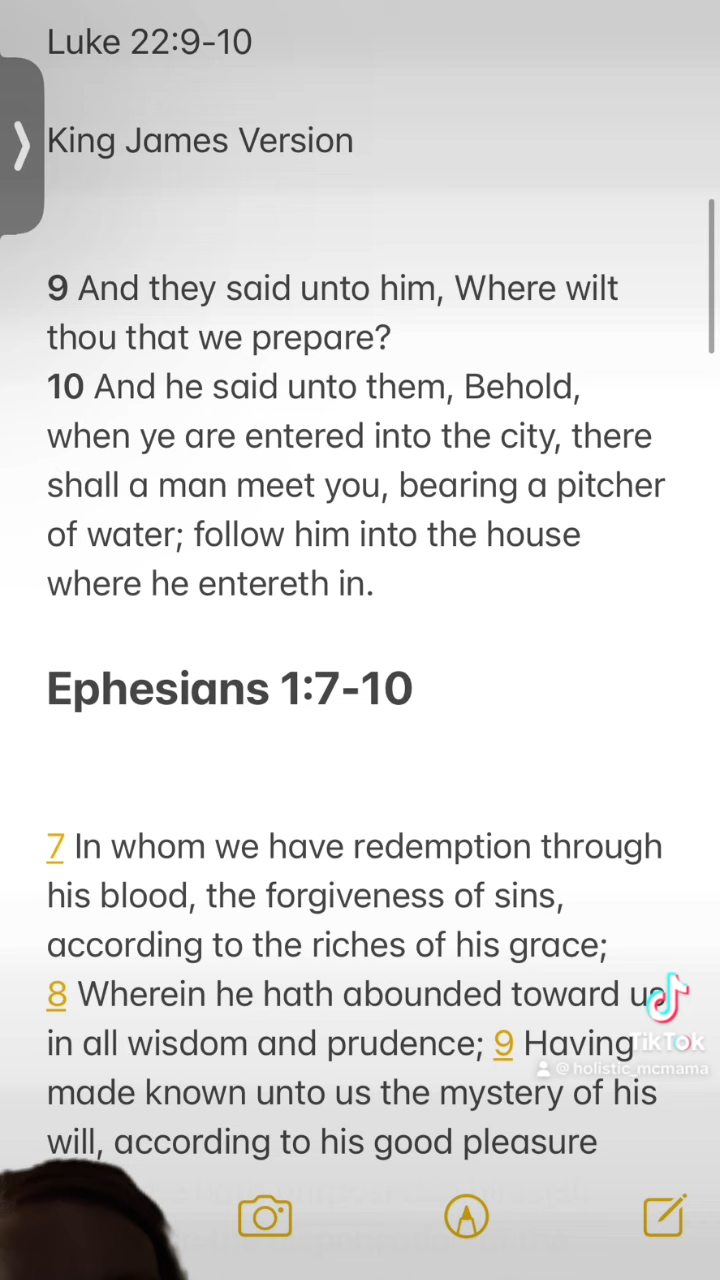 Luke 22:9-10
King James Version
9 And they said unto him, Where wilt
thou that we prepare?
10 And he said unto them, Behold,
when ye are entered into the city, there
shall a man meet you, bearing a pitcher
of water; follow him into the house
where he entereth in.
Ephesians 1:7-10
7 In whom we have redemption through
his blood, the forgiveness of sins,
according to the riches of his grace;
8 Wherein he hath abounded toward us
in all wisdom and prudence; 9 Having
made known unto us the mystery of his
will, according to his good pleasure
TikTok
@holistic_mcmama